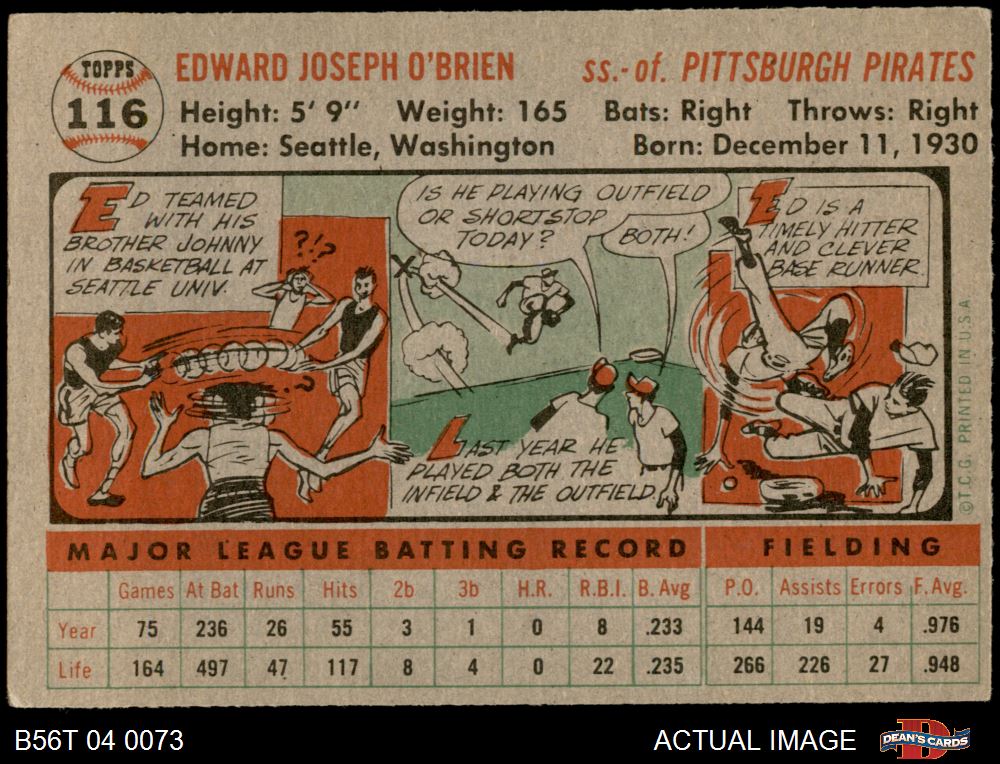 TOPPS
116
EDWARD JOSEPH O'BRIEN ss.-of. PITTSBURGH PIRATES
Height: 5' 9" Weight: 165 Bats: Right Throws: Right
Home: Seattle, Washington Born: December 11, 1930
ED TEAMED
WITH HIS
BROTHER JOHNNY
IN BASKETBALL AT
SEATTLE UNIV.
?!?
?
IS HE PLAYING OUTFIELD
OR SHORTSTOP
TODAY?
BOTH!
LAST YEAR HE
PLAYED BOTH THE
INFIELD & THE OUTFIELD.
ED IS A
TIMELY HITTER
AND CLEVER
BASE RUNNER.
©T.C.G. PRINTED IN U.S.A
MAJOR LEAGUE BATTING RECORD FIELDING
Games At Bat Runs Hits 2b 3b H.R. R.B.I. B. Avg P.O. Assists Errors F. Avg.
Year 75 236 26 55 3 1 0 8 .233 144 19 4 .976
Life 164 497 47 117 8 4 0 22 .235 266 226 27 .948
B56T 04 0073 ACTUAL IMAGE D DEAN'S CARDS